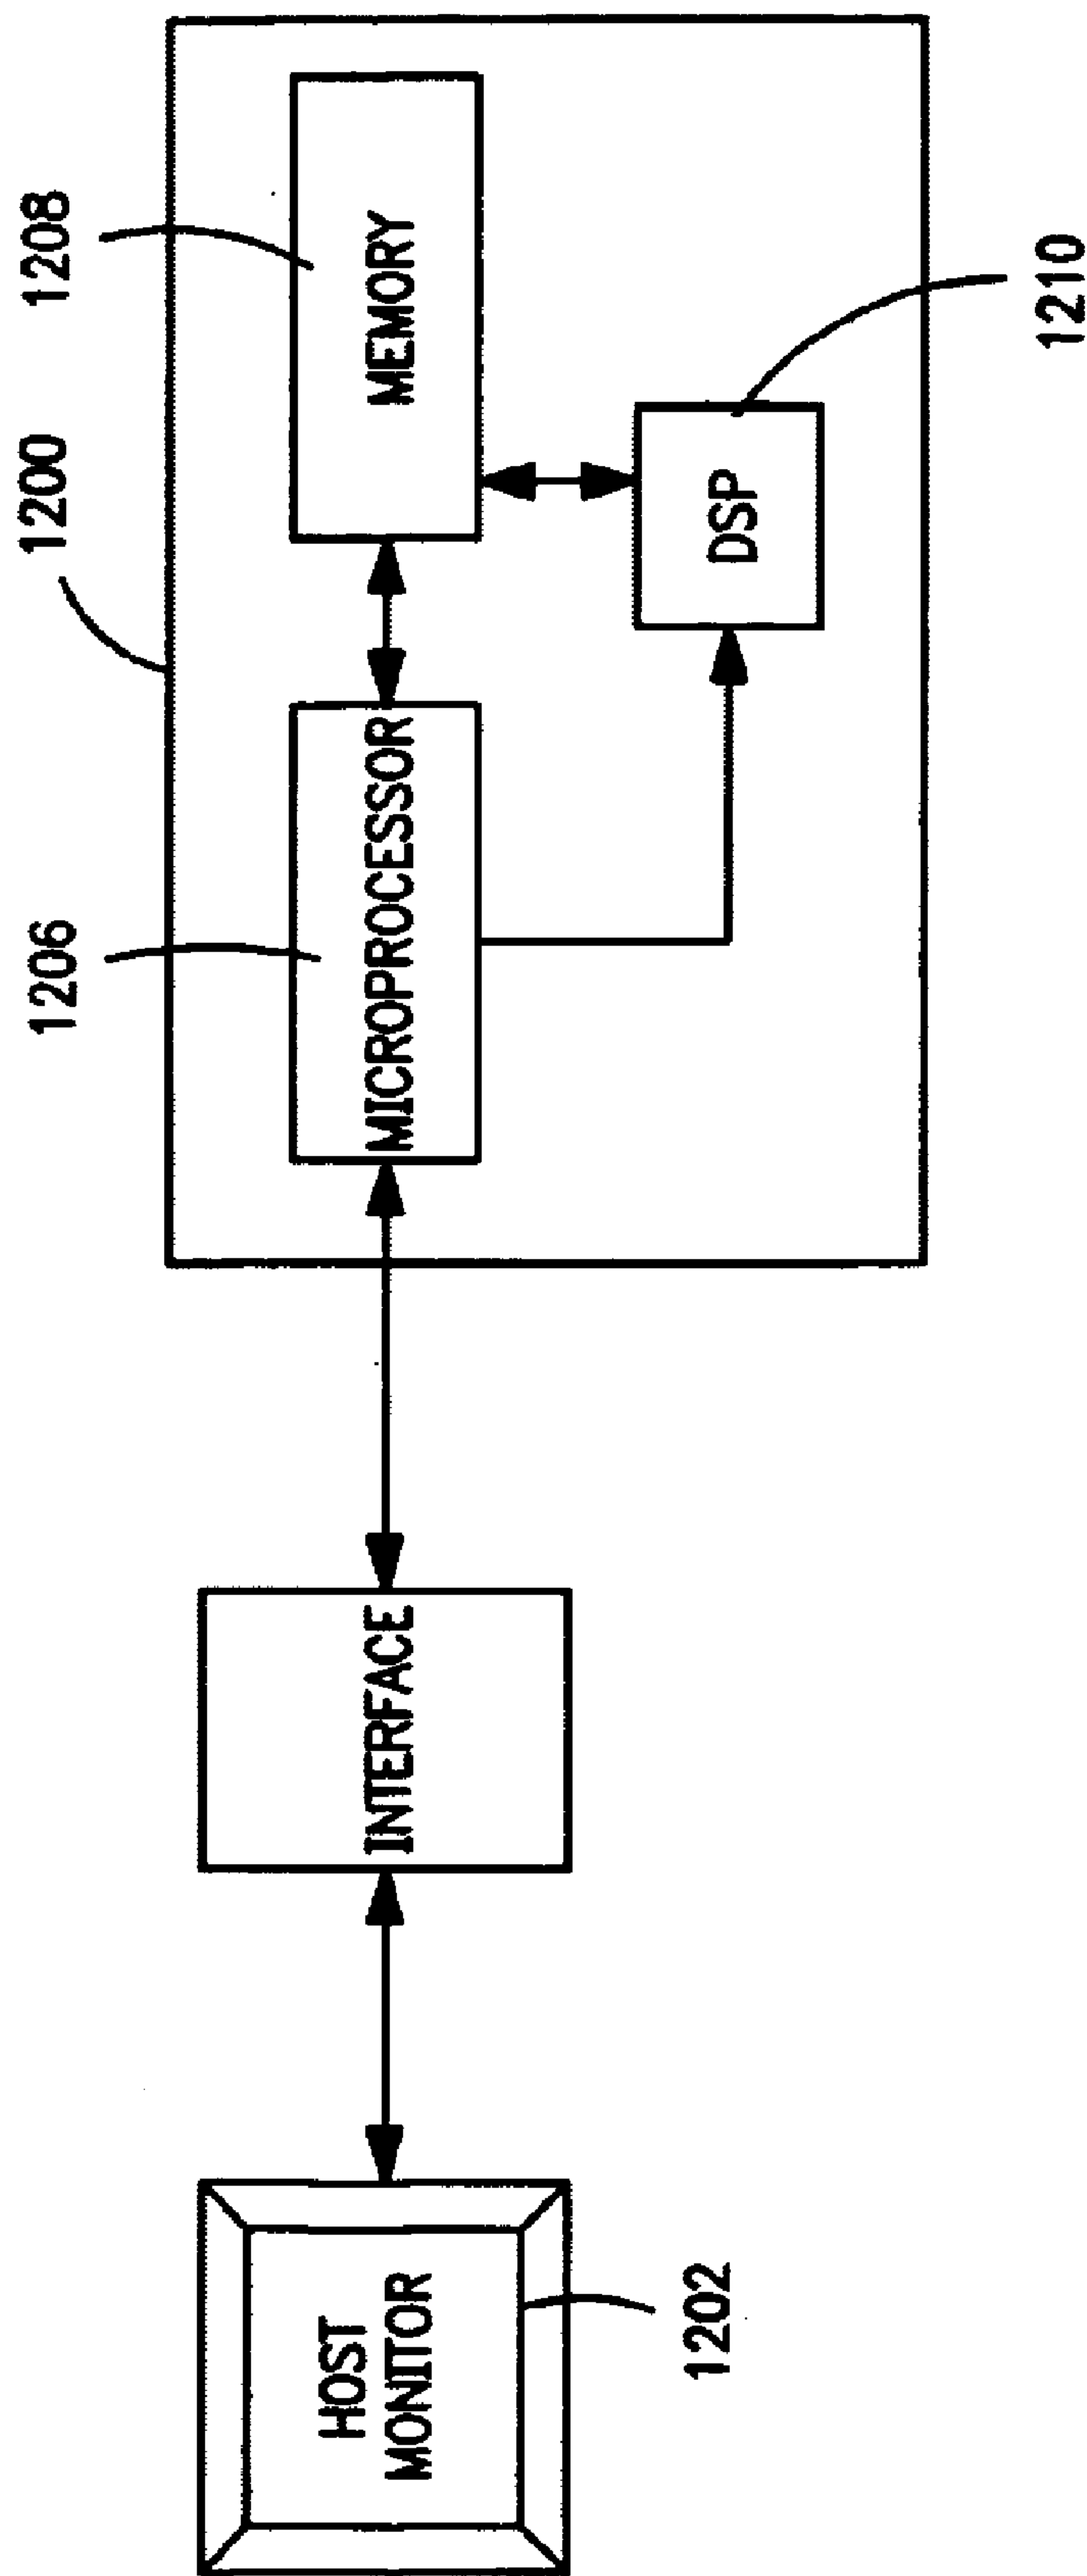 1200
1208
1206
HOST
MONITOR
INTERFACE
MICROPROCESSOR
MEMORY
DSP
1202
1210